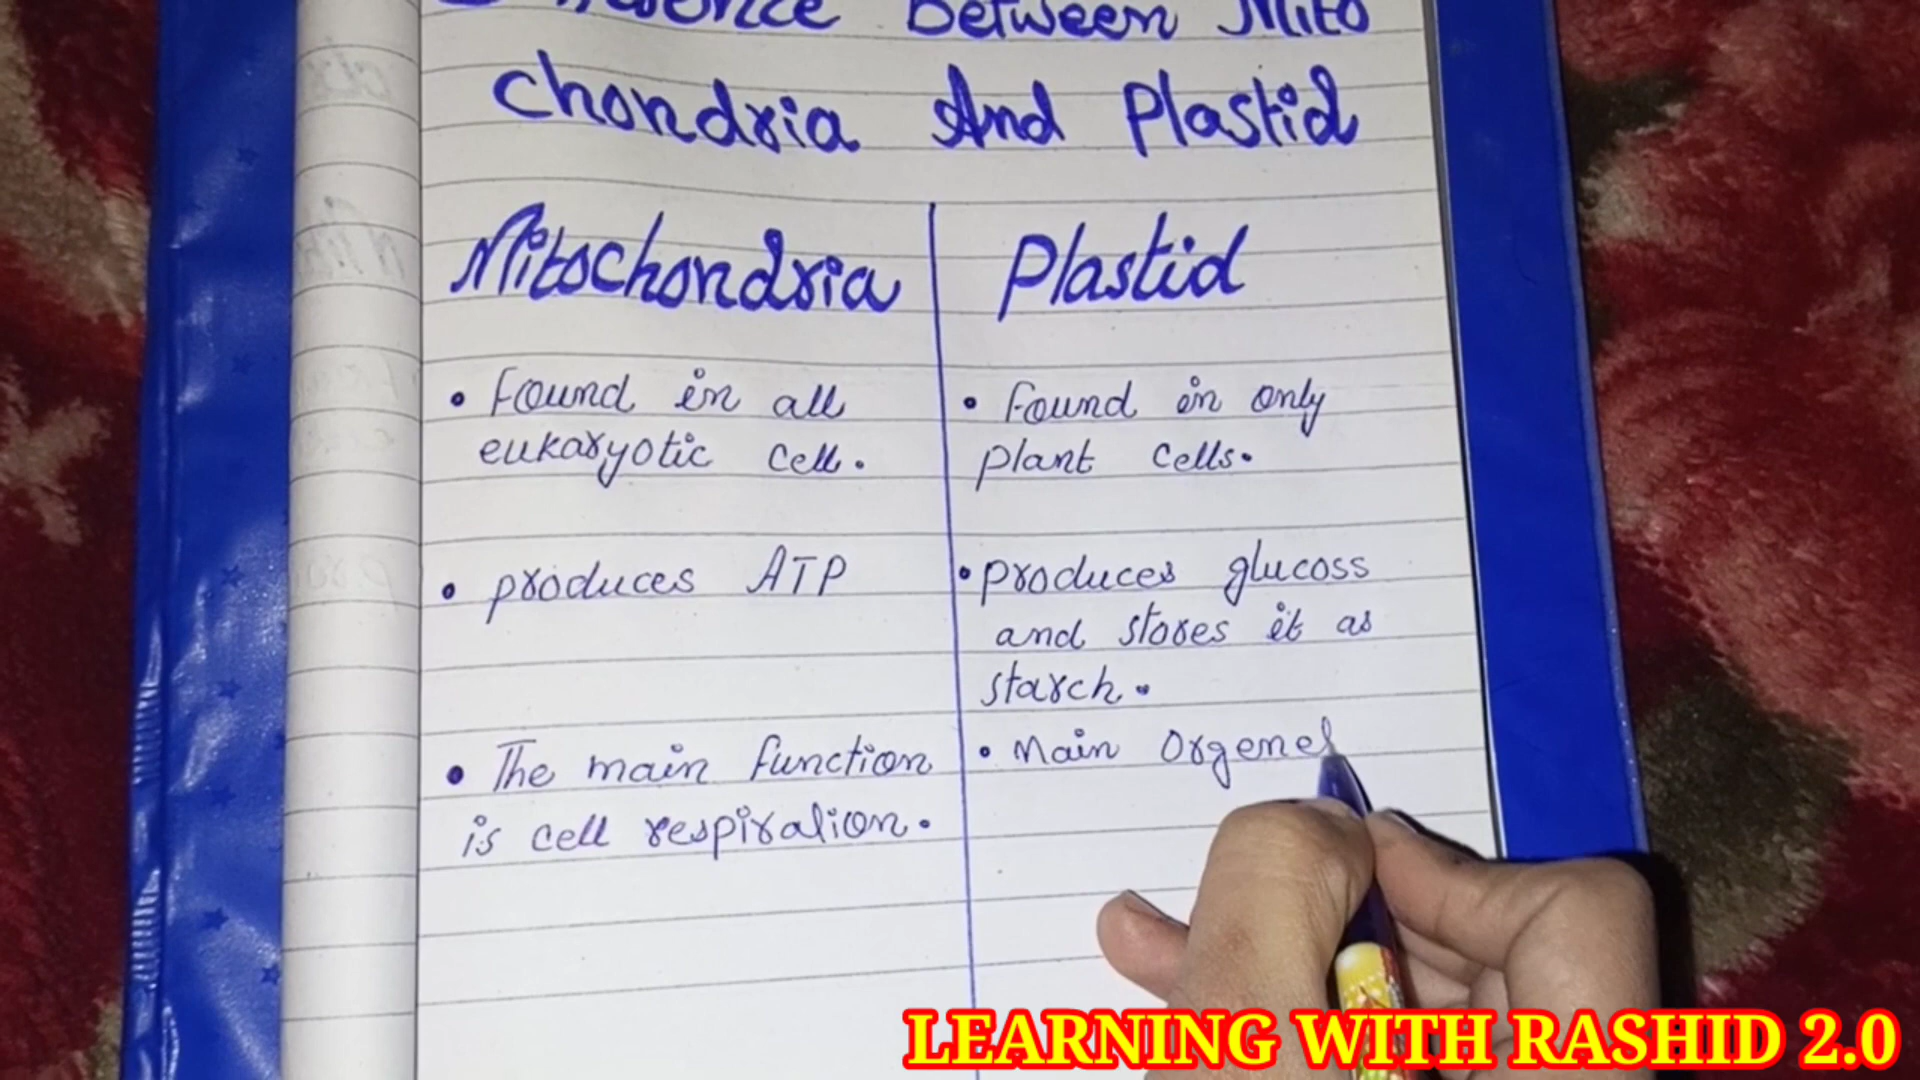 Between Mito
chondria And Plastid
Mitochondria
Plastid
• Found in all
eukaryotic cell.
• Found in only
plant cells.
• produces ATP
• produces glucoss
and stores it as
starch.
• The main function
is cell respiration.
• Main Orgenel
LEARNING WITH RASHID 2.0